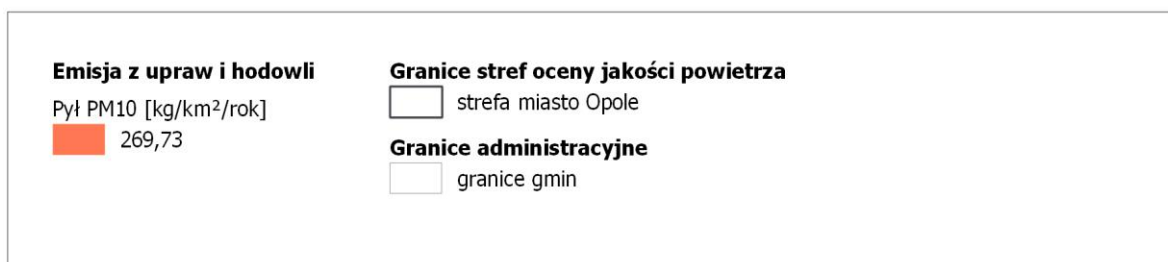 Emisja z upraw i hodowli
Pył PM10 [kg/km²/rok]
269,73
Granice stref oceny jakości powietrza
strefa miasto Opole
Granice administracyjne
granice gmin